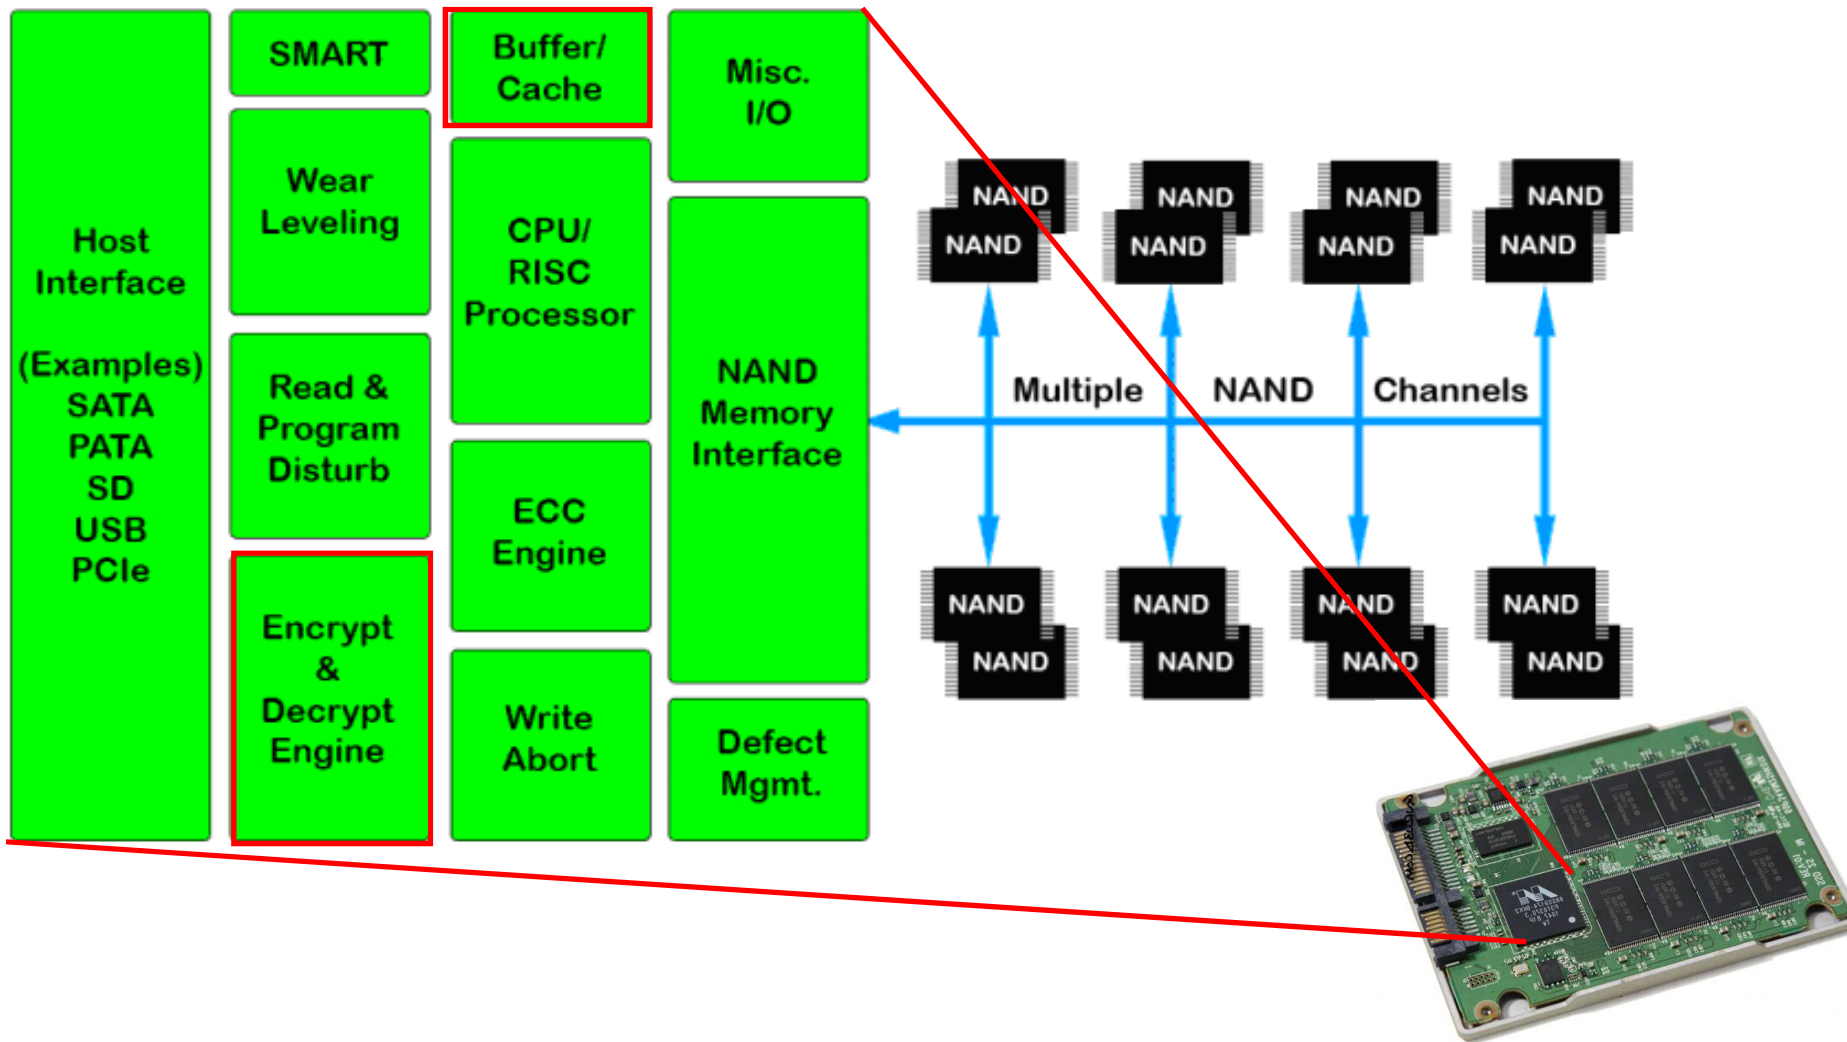 Host
Interface
(Examples)
SATA
PATA
SD
USB
PCIe
SMART
Wear
Leveling
Read &
Program
Disturb
Encrypt
&
Decrypt
Engine
Buffer/
Cache
CPU/
RISC
Processor
ECC
Engine
Write
Abort
Misc.
I/O
NAND
Memory
Interface
Defect
Mgmt.
NAND
NAND
NAND
NAND
NAND
NAND
NAND
NAND
Multiple NAND Channels
NAND
NAND
NAND
NAND
NAND
NAND
NAND
NAND